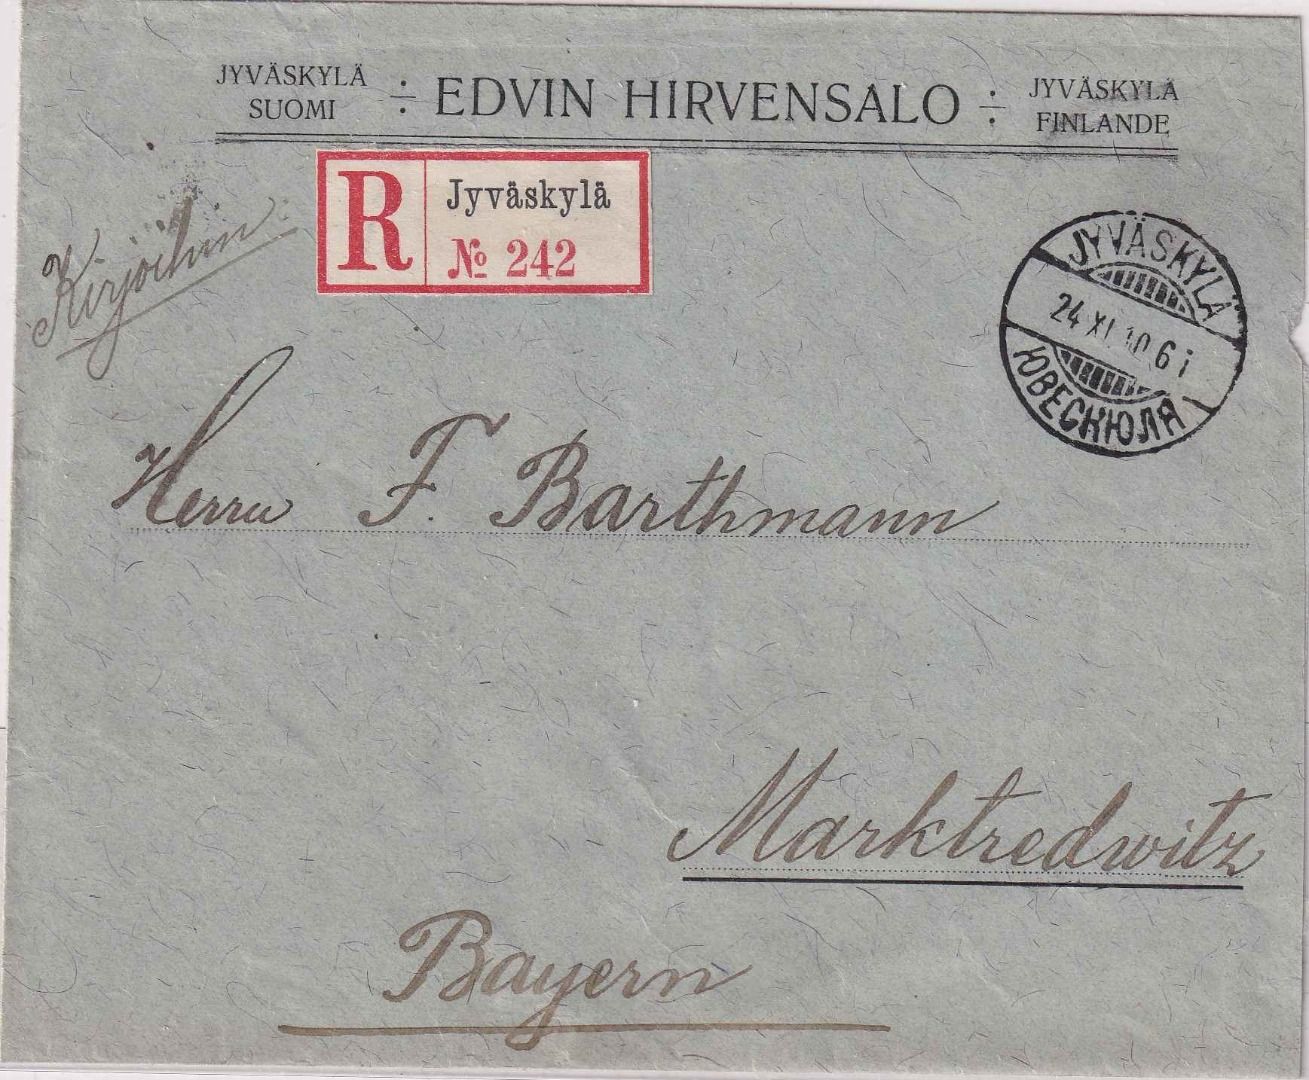 JYVÄSKYLÄ
SUOMI
EDVIN HIRVENSALO
JYVÄSKYLÄ
FINLANDE
R
Jyväskylä
№ 242
Kirjoihin:
JYVÄSKYLÄ
24 XI 10 6 i
ЮВЕСКЮЛЯ
Herrn F. Barthmann
Marktredwitz
Bayern